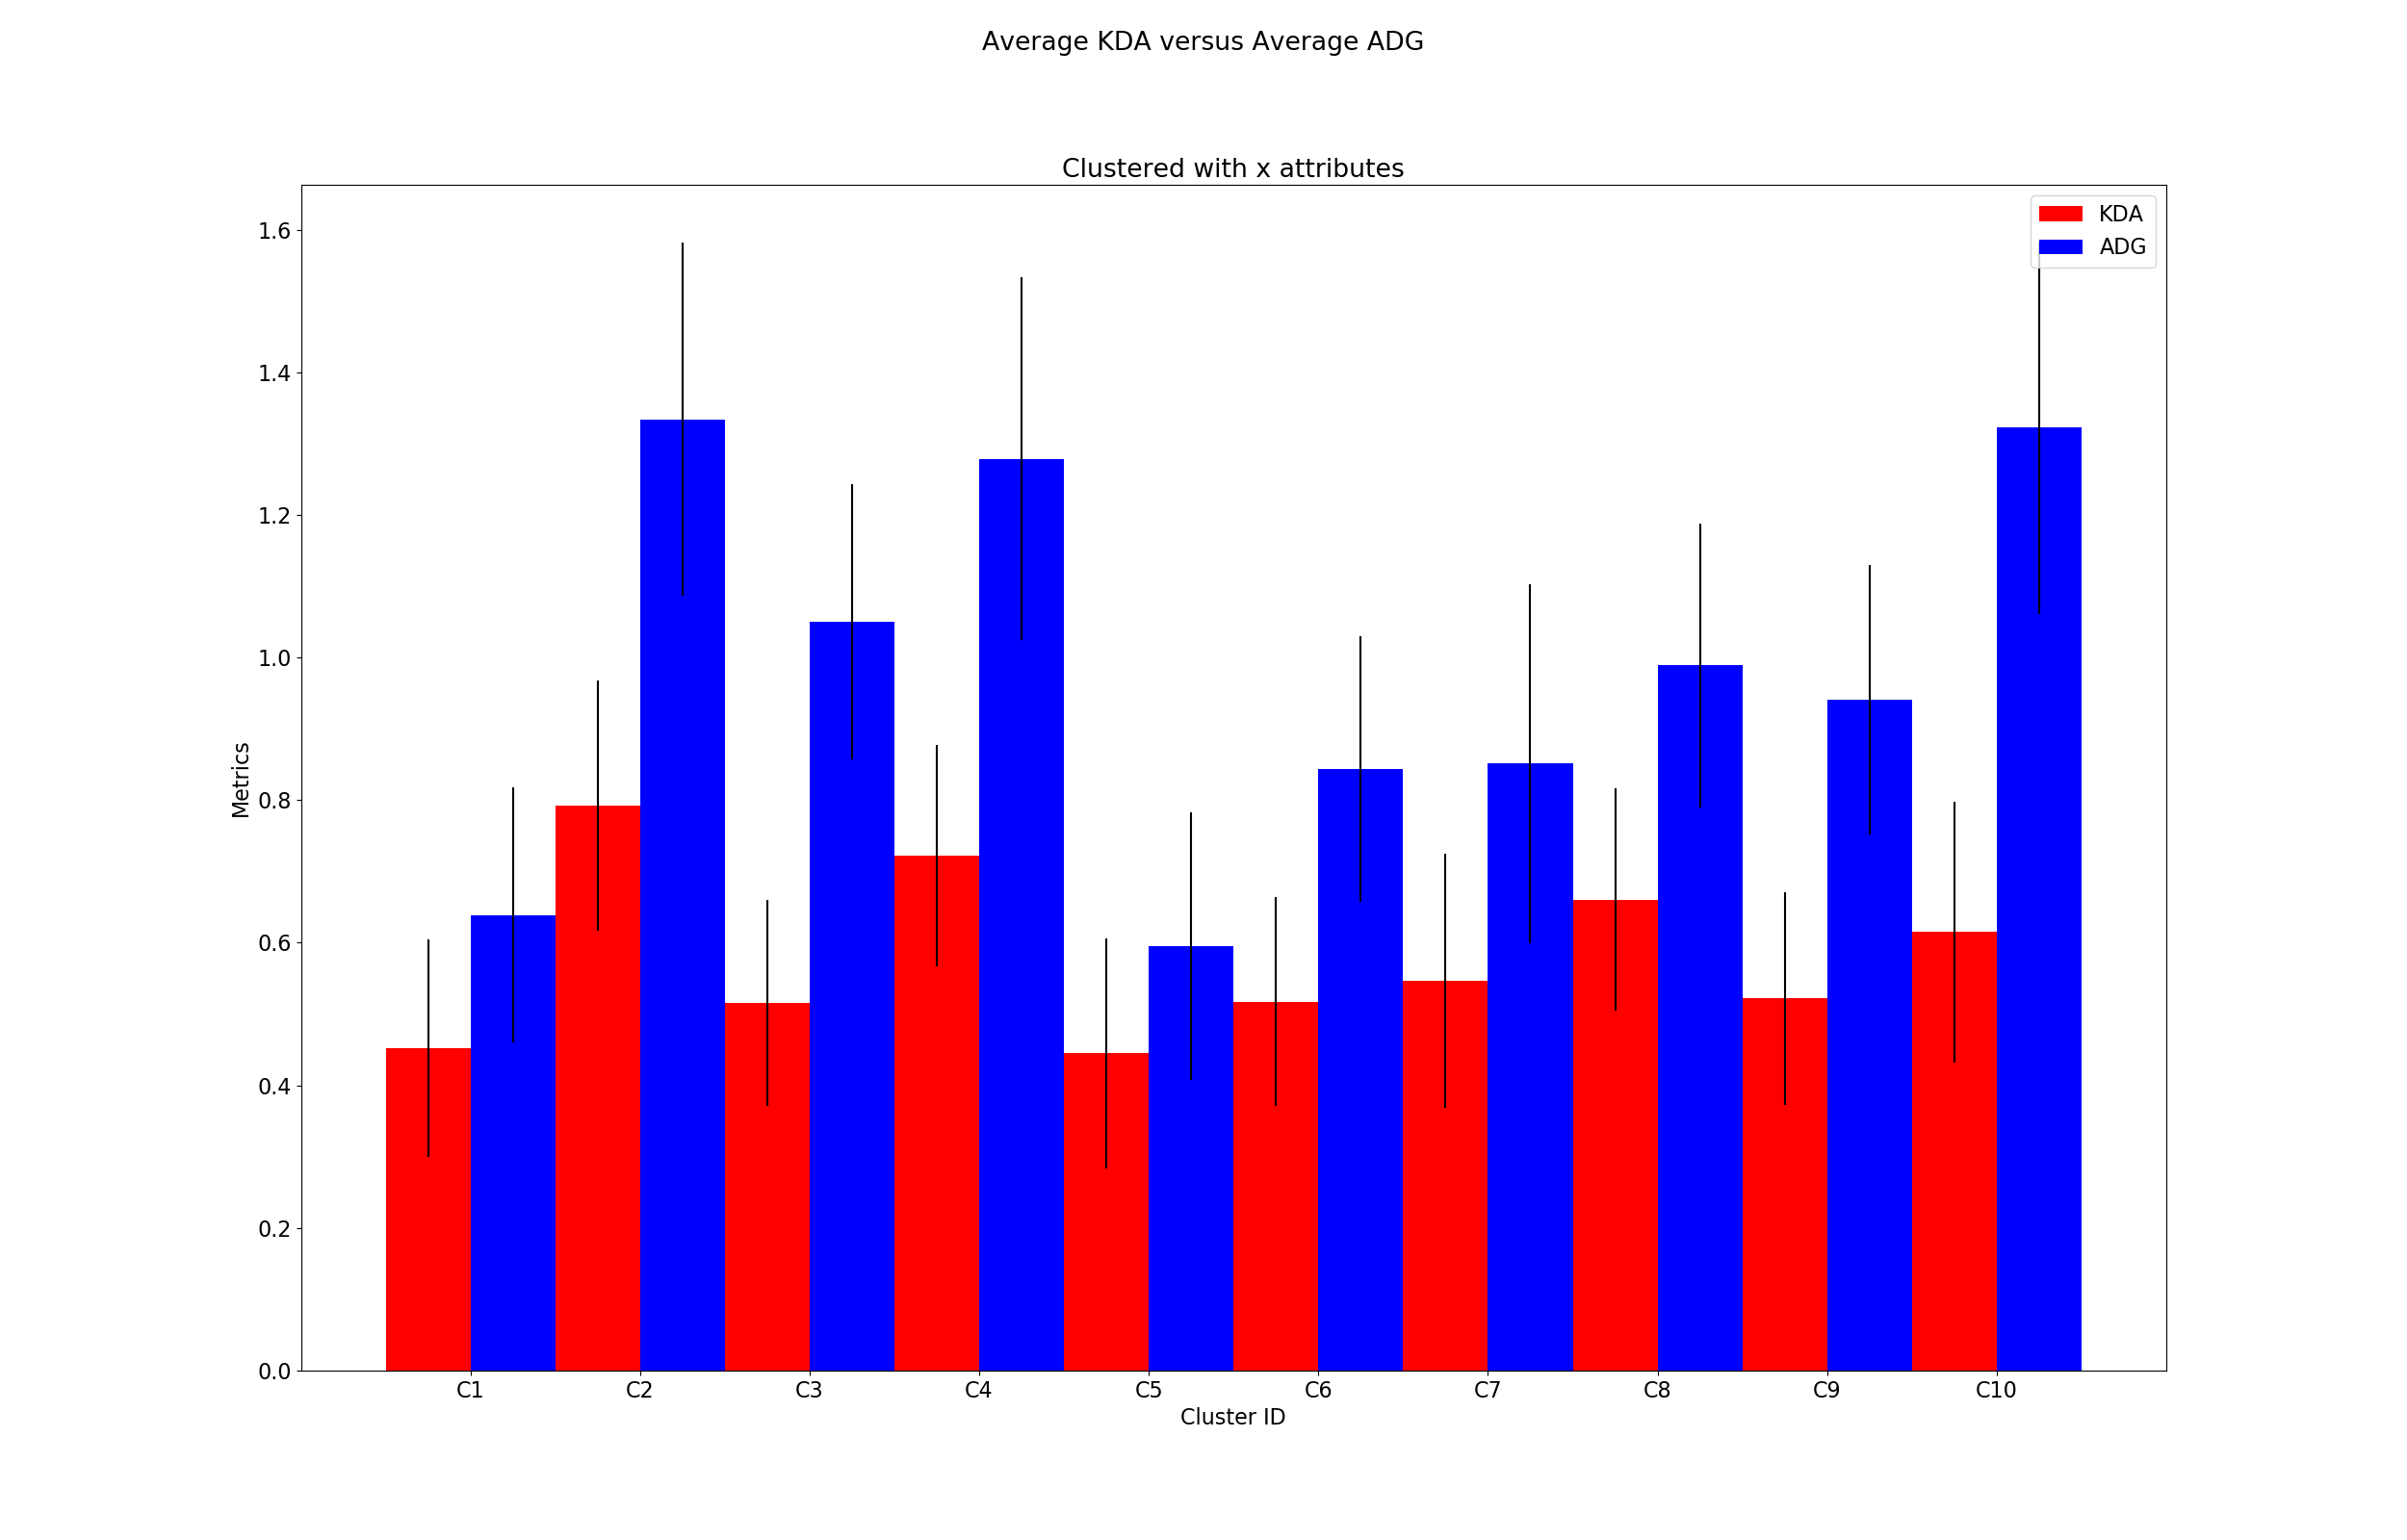 Average KDA versus Average ADG
Clustered with x attributes
KDA
ADG
1.6
1.4
1.2
1.0
0.8
0.6
0.4
0.2
0.0
Metrics
C1 C2 C3 C4 C5 C6 C7 C8 C9 C10
Cluster ID